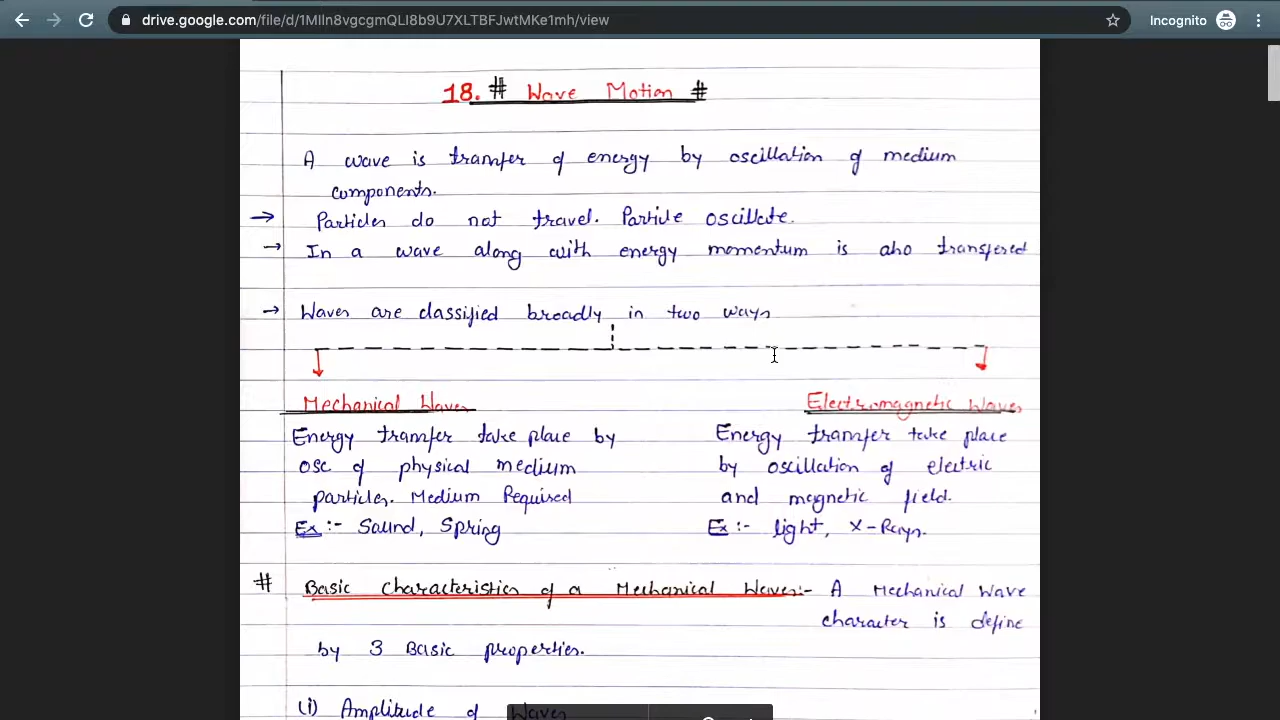 drive.google.com/file/d/1MIln8vgcgmQLI8b9U7XLTBFJwtMKe1mh/view
Incognito
18. # Wave Motion #
A wave is transfer of energy by oscillation of medium
components.
→ Particles do not travel. Particle oscillate.
→ In a wave along with energy momentum is also transfered
→ Waves are classified broadly in two ways
Mechanical Waves
Energy transfer take place by
osc of physical medium
particles. Medium Required
Ex :- Sound, Spring
Electromagnetic Waves
Energy transfer take place
by oscillation of electric
and magnetic field.
Ex :- light, X-Rays.
# Basic Characteristics of a Mechanical Waves:- A Mechanical Wave
character is define
by 3 Basic properties.
(i) Amplitude of Waves